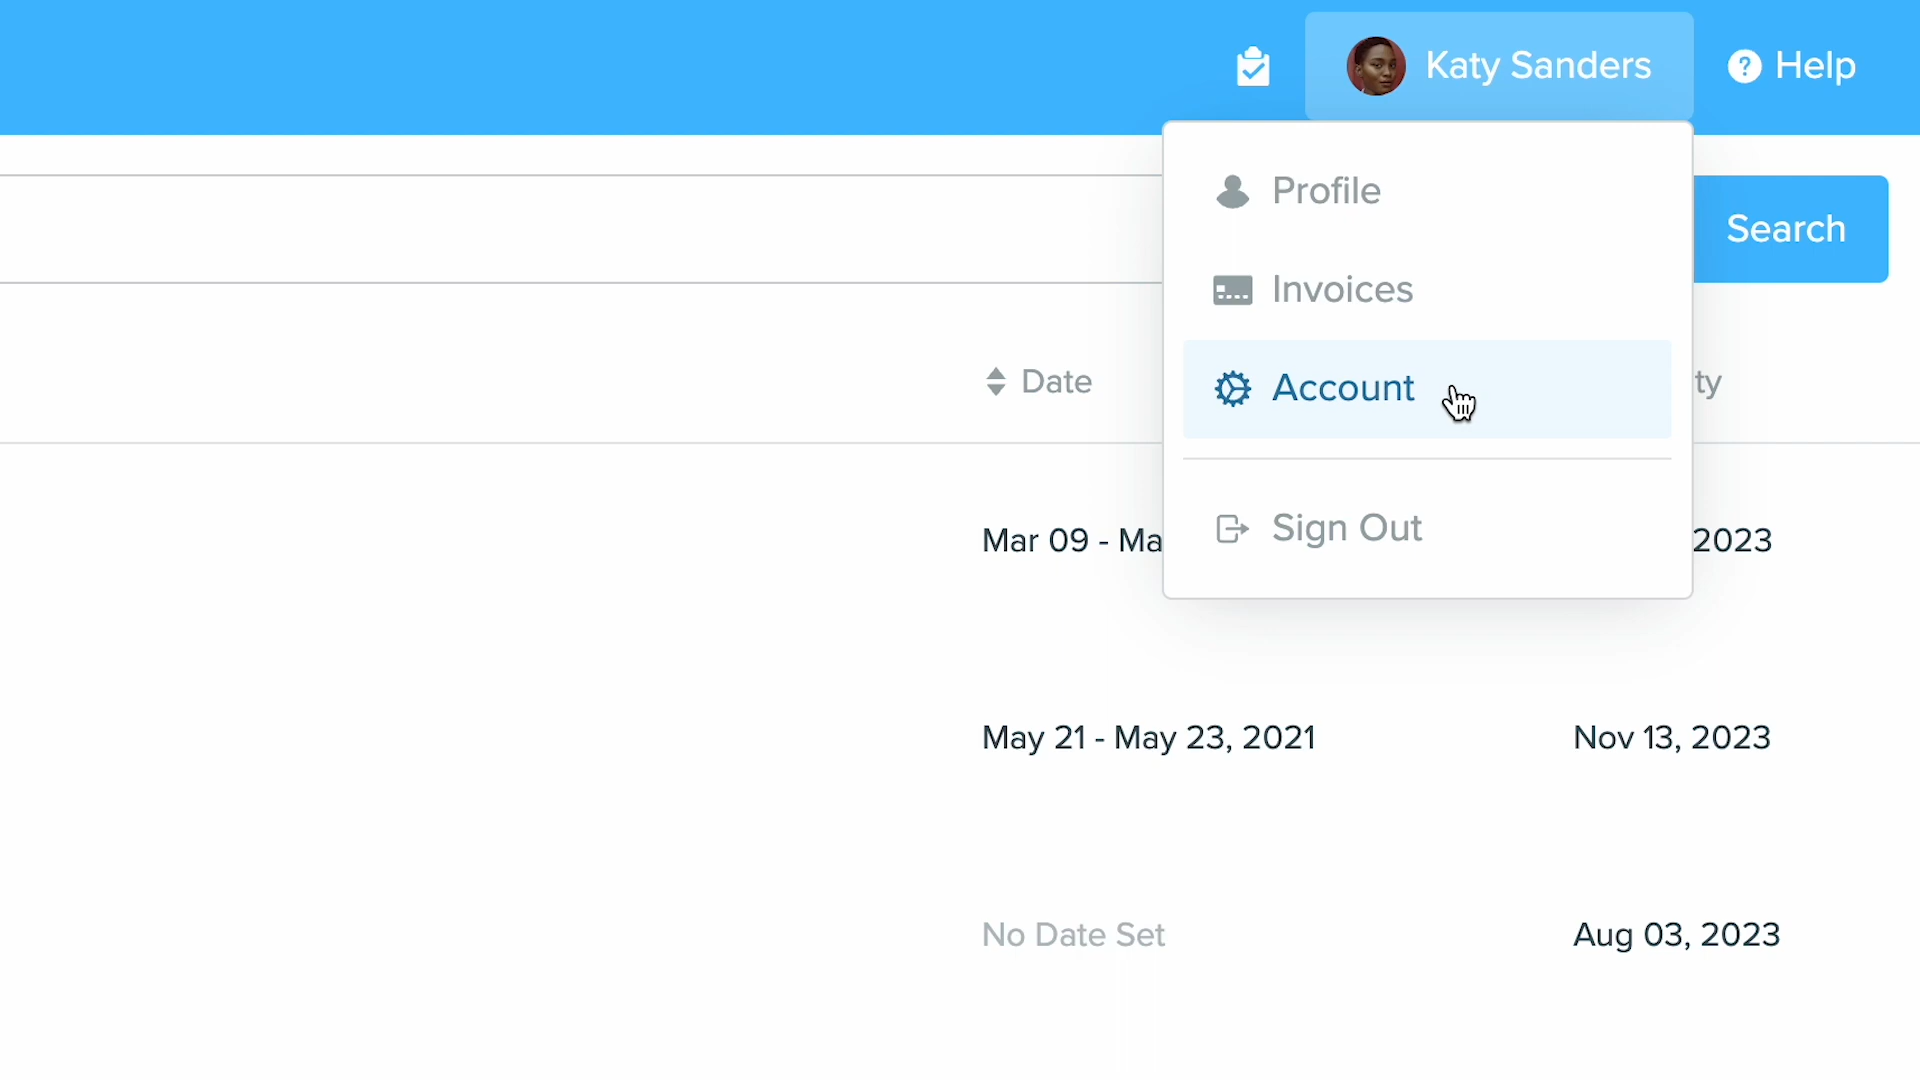 Katy Sanders
Help
Profile
Search
Invoices
Date
Account
ty
Mar 09 - Ma
2023
Sign Out
May 21 - May 23, 2021
Nov 13, 2023
No Date Set
Aug 03, 2023